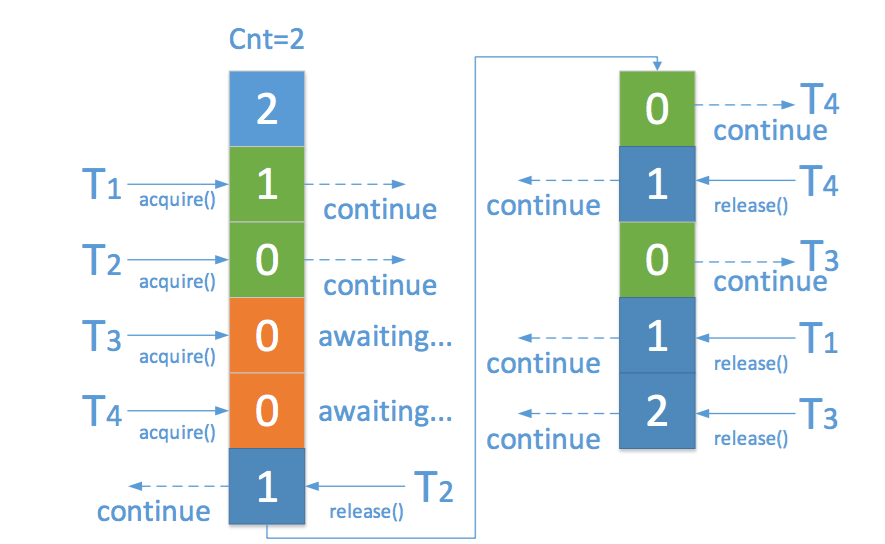 Cnt=2
2
T1 acquire() 1 continue
T2 acquire() 0 continue
T3 acquire() 0 awaiting...
T4 acquire() 0 awaiting...
continue 1 release() T2
0 continue T4
continue 1 release() T4
0 continue T3
continue 1 release() T1
continue 2 release() T3